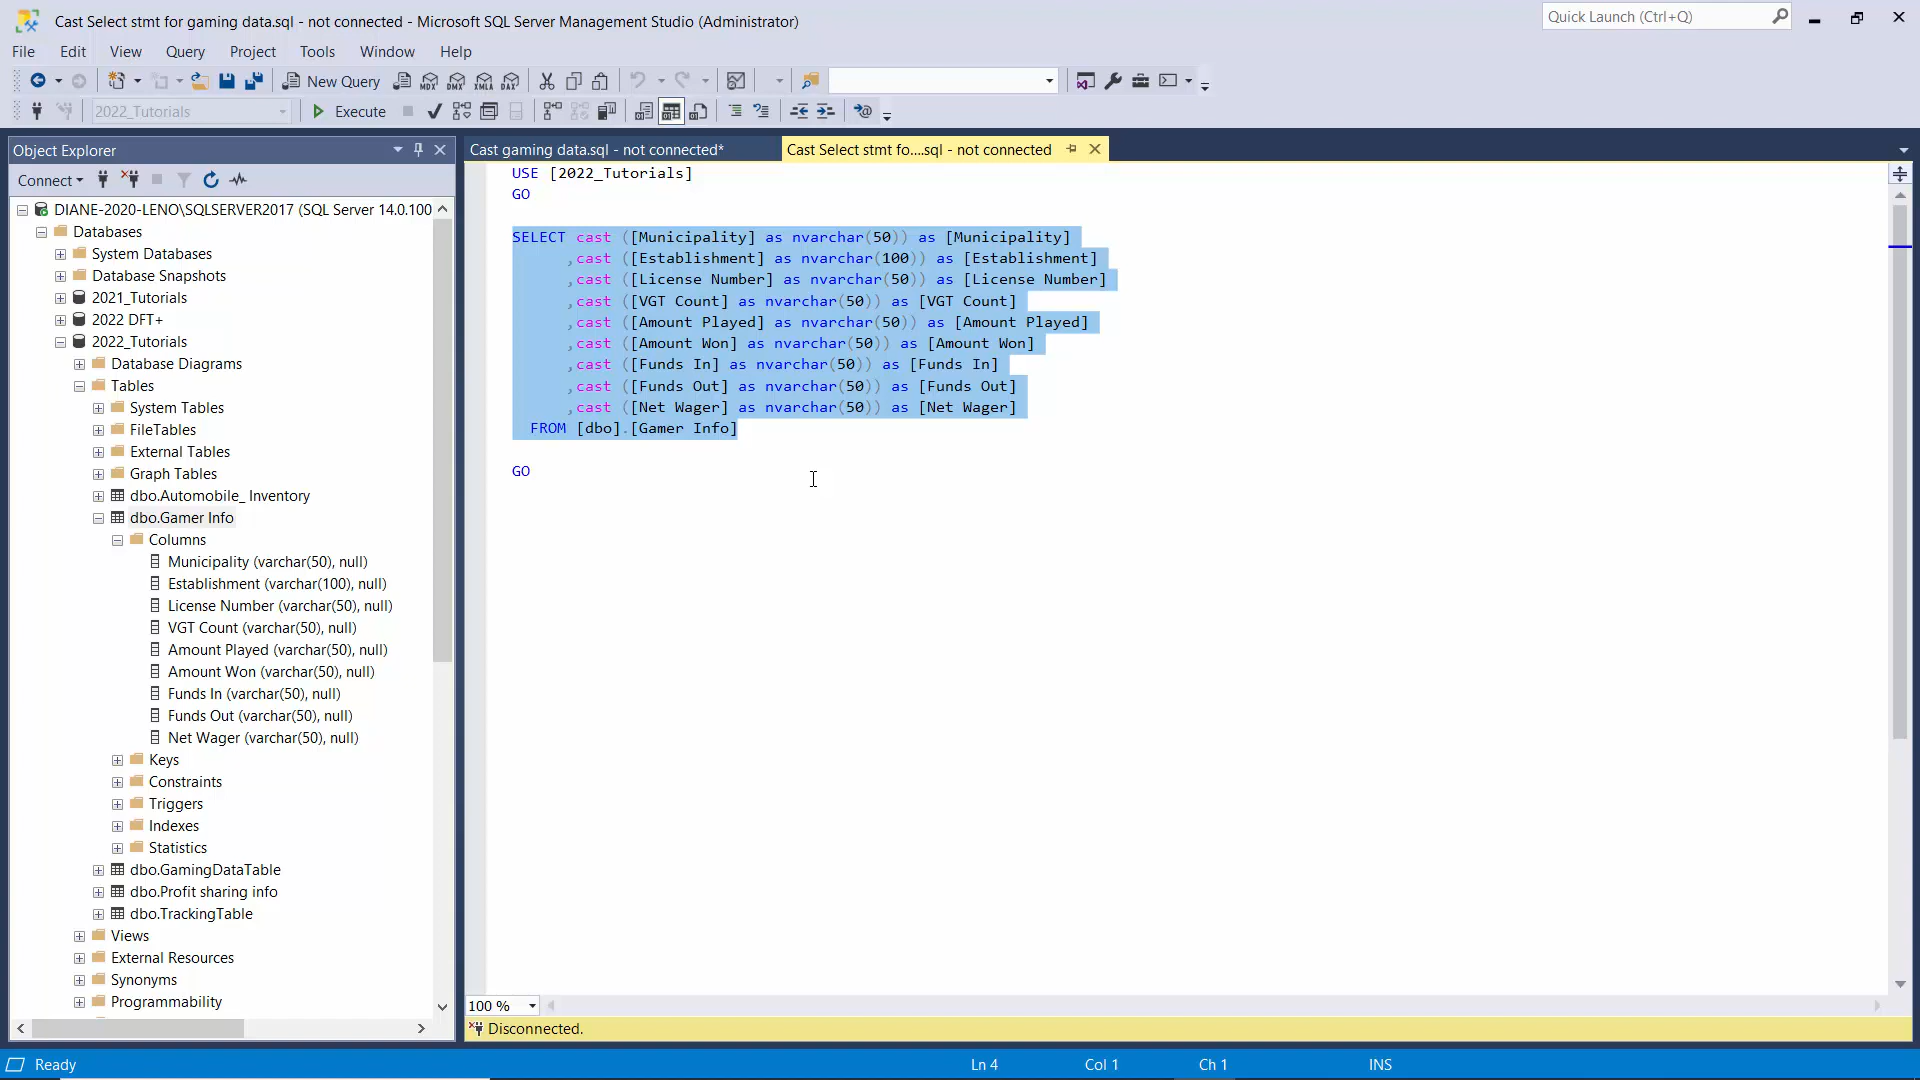 Cast Select stmt for gaming data.sql - not connected - Microsoft SQL Server Management Studio (Administrator)
Quick Launch (Ctrl+Q)
File Edit View Query Project Tools Window Help
New Query MDX DMX XMLA DAX
2022_Tutorials Execute
Object Explorer
Cast gaming data.sql - not connected*
Cast Select stmt fo....sql - not connected
Connect
DIANE-2020-LENO\SQLSERVER2017 (SQL Server 14.0.100
Databases
System Databases
Database Snapshots
2021_Tutorials
2022 DFT+
2022_Tutorials
Database Diagrams
Tables
System Tables
FileTables
External Tables
Graph Tables
dbo.Automobile_ Inventory
dbo.Gamer Info
Columns
Municipality (varchar(50), null)
Establishment (varchar(100), null)
License Number (varchar(50), null)
VGT Count (varchar(50), null)
Amount Played (varchar(50), null)
Amount Won (varchar(50), null)
Funds In (varchar(50), null)
Funds Out (varchar(50), null)
Net Wager (varchar(50), null)
Keys
Constraints
Triggers
Indexes
Statistics
dbo.GamingDataTable
dbo.Profit sharing info
dbo.TrackingTable
Views
External Resources
Synonyms
Programmability
USE [2022_Tutorials]
GO
SELECT cast ([Municipality] as nvarchar(50)) as [Municipality]
,cast ([Establishment] as nvarchar(100)) as [Establishment]
,cast ([License Number] as nvarchar(50)) as [License Number]
,cast ([VGT Count] as nvarchar(50)) as [VGT Count]
,cast ([Amount Played] as nvarchar(50)) as [Amount Played]
,cast ([Amount Won] as nvarchar(50)) as [Amount Won]
,cast ([Funds In] as nvarchar(50)) as [Funds In]
,cast ([Funds Out] as nvarchar(50)) as [Funds Out]
,cast ([Net Wager] as nvarchar(50)) as [Net Wager]
FROM [dbo].[Gamer Info]
GO
100 %
Disconnected.
Ready Ln 4 Col 1 Ch 1 INS